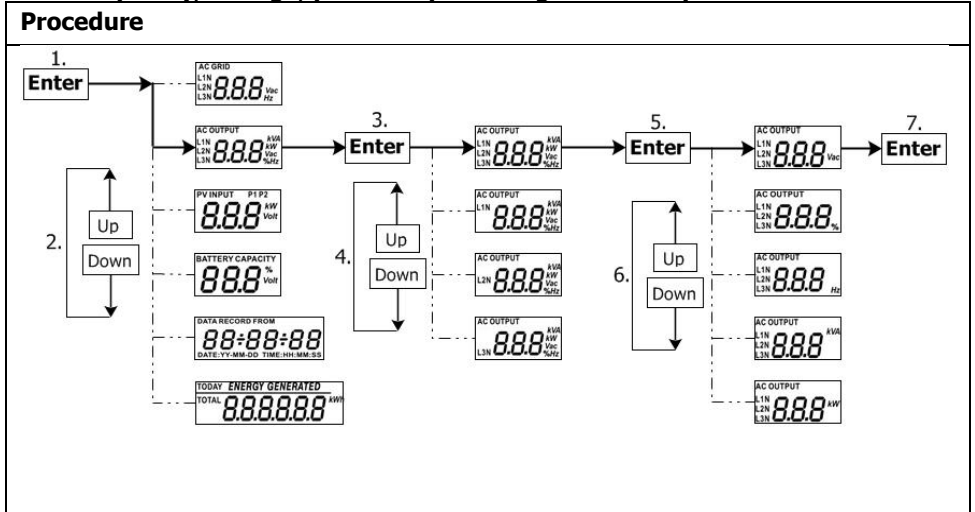 Procedure
1.
Enter
AC GRID
L1N
L2N
L3N
8.8.8
Vac
Hz
AC OUTPUT
L1N
L2N
L3N
8.8.8
kVA
kW
Vac
%Hz
PV INPUT P1 P2
8.8.8
kW
Volt
BATTERY CAPACITY
8.8.8
%
Volt
DATA RECORD FROM
88:88:88
DATE:YY-MM-DD TIME:HH:MM:SS
TODAY ENERGY GENERATED
TOTAL
8.8.8.8.8.8
kWh
2.
Up
Down
3.
Enter
AC OUTPUT
L1N
L2N
L3N
8.8.8
kVA
kW
Vac
%Hz
AC OUTPUT
L1N
8.8.8
kVA
kW
Vac
%Hz
AC OUTPUT
L2N
8.8.8
kVA
kW
Vac
%Hz
AC OUTPUT
L3N
8.8.8
kVA
kW
Vac
%Hz
4.
Up
Down
5.
Enter
AC OUTPUT
L1N
L2N
L3N
8.8.8
Vac
AC OUTPUT
L1N
L2N
L3N
8.8.8
%
AC OUTPUT
L1N
L2N
L3N
8.8.8
Hz
AC OUTPUT
L1N
L2N
L3N
8.8.8
kVA
AC OUTPUT
L1N
L2N
L3N
8.8.8
kW
6.
Up
Down
7.
Enter